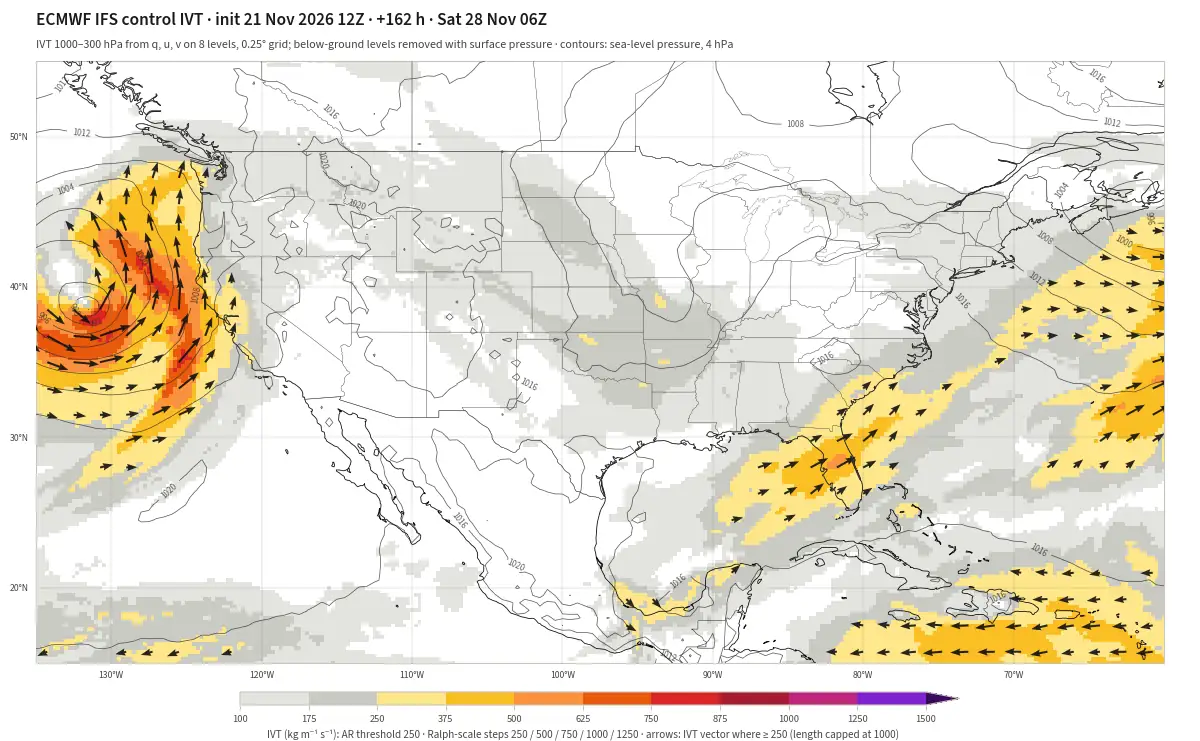 ECMWF IFS control IVT · init 21 Nov 2026 12Z · +162 h · Sat 28 Nov 06Z
IVT 1000–300 hPa from q, u, v on 8 levels, 0.25° grid; below-ground levels removed with surface pressure · contours: sea-level pressure, 4 hPa
1016
1016
1012
1008
1012
50°N
1020
1004
1020
1004
996
1008
1000
1012
40°N
1008
1016
1016
1016
30°N
1020
1016
1020
1016
1016
20°N
1016
1012
130°W 120°W 110°W 100°W 90°W 80°W 70°W
100 175 250 375 500 625 750 875 1000 1250 1500
IVT (kg m⁻¹ s⁻¹): AR threshold 250 · Ralph-scale steps 250 / 500 / 750 / 1000 / 1250 · arrows: IVT vector where ≥ 250 (length capped at 1000)